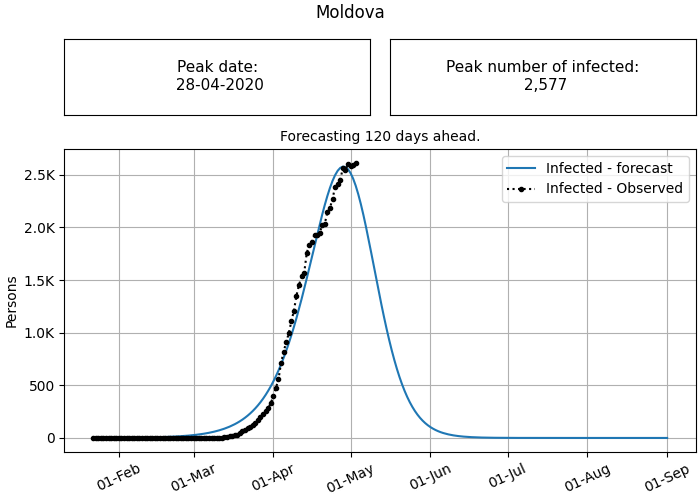 Moldova
Peak date:
28-04-2020
Peak number of infected:
2,577
Forecasting 120 days ahead.
Infected - forecast
Infected - Observed
Persons
2.5K
2.0K
1.5K
1.0K
500
0
01-Feb
01-Mar
01-Apr
01-May
01-Jun
01-Jul
01-Aug
01-Sep